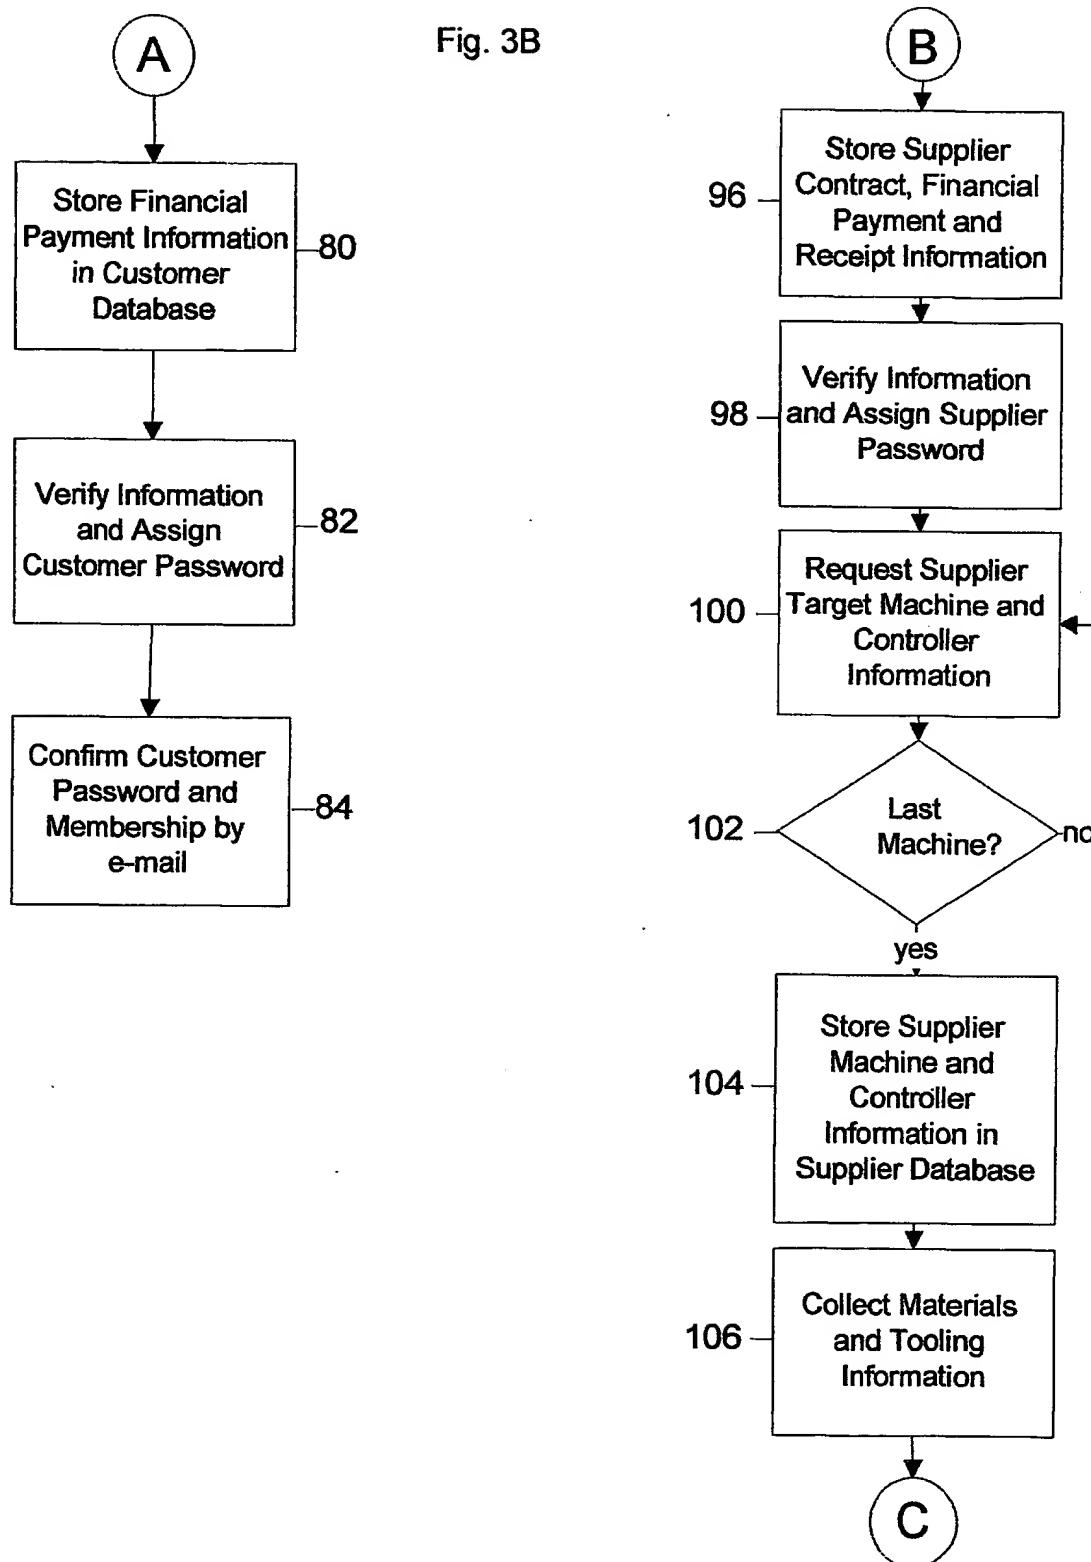 Fig. 3B
A
Store Financial
Payment Information
in Customer
Database
80
Verify Information
and Assign
Customer Password
82
Confirm Customer
Password and
Membership by
e-mail
84
B
Store Supplier
Contract, Financial
Payment and
Receipt Information
96
Verify Information
and Assign Supplier
Password
98
Request Supplier
Target Machine and
Controller
Information
100
Last
Machine?
102
no
yes
Store Supplier
Machine and
Controller
Information in
Supplier Database
104
Collect Materials
and Tooling
Information
106
C